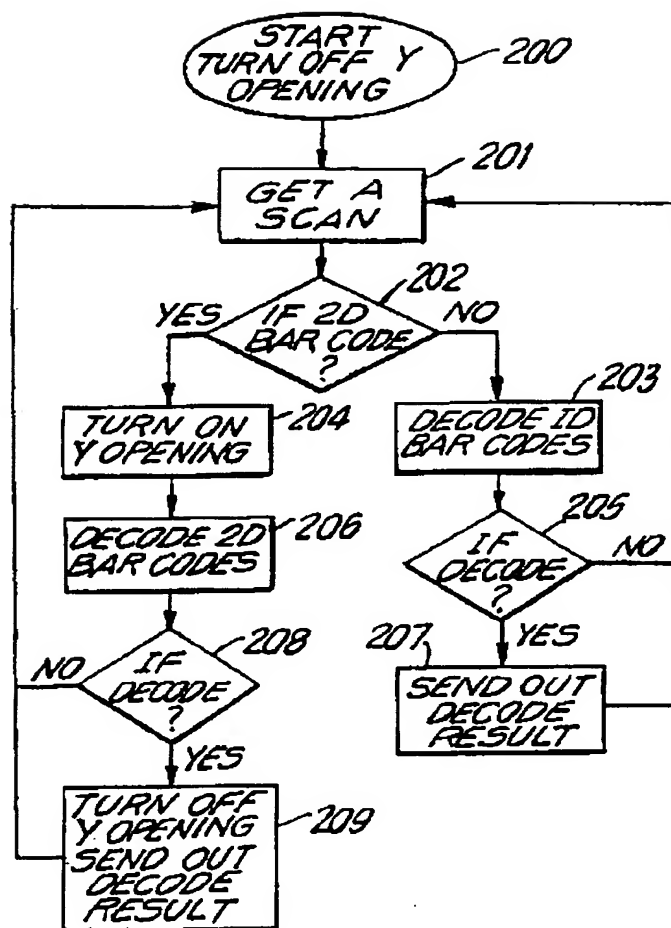 START
TURN OFF Y
OPENING
200
201
GET A
SCAN
202
YES
IF 2D
BAR CODE
?
NO
203
TURN ON
Y OPENING
204
DECODE 1D
BAR CODES
205
DECODE 2D
BAR CODES
206
IF
DECODE
?
NO
YES
207
SEND OUT
DECODE
RESULT
208
NO
IF
DECODE
?
YES
TURN OFF
Y OPENING
SEND OUT
DECODE
RESULT
209